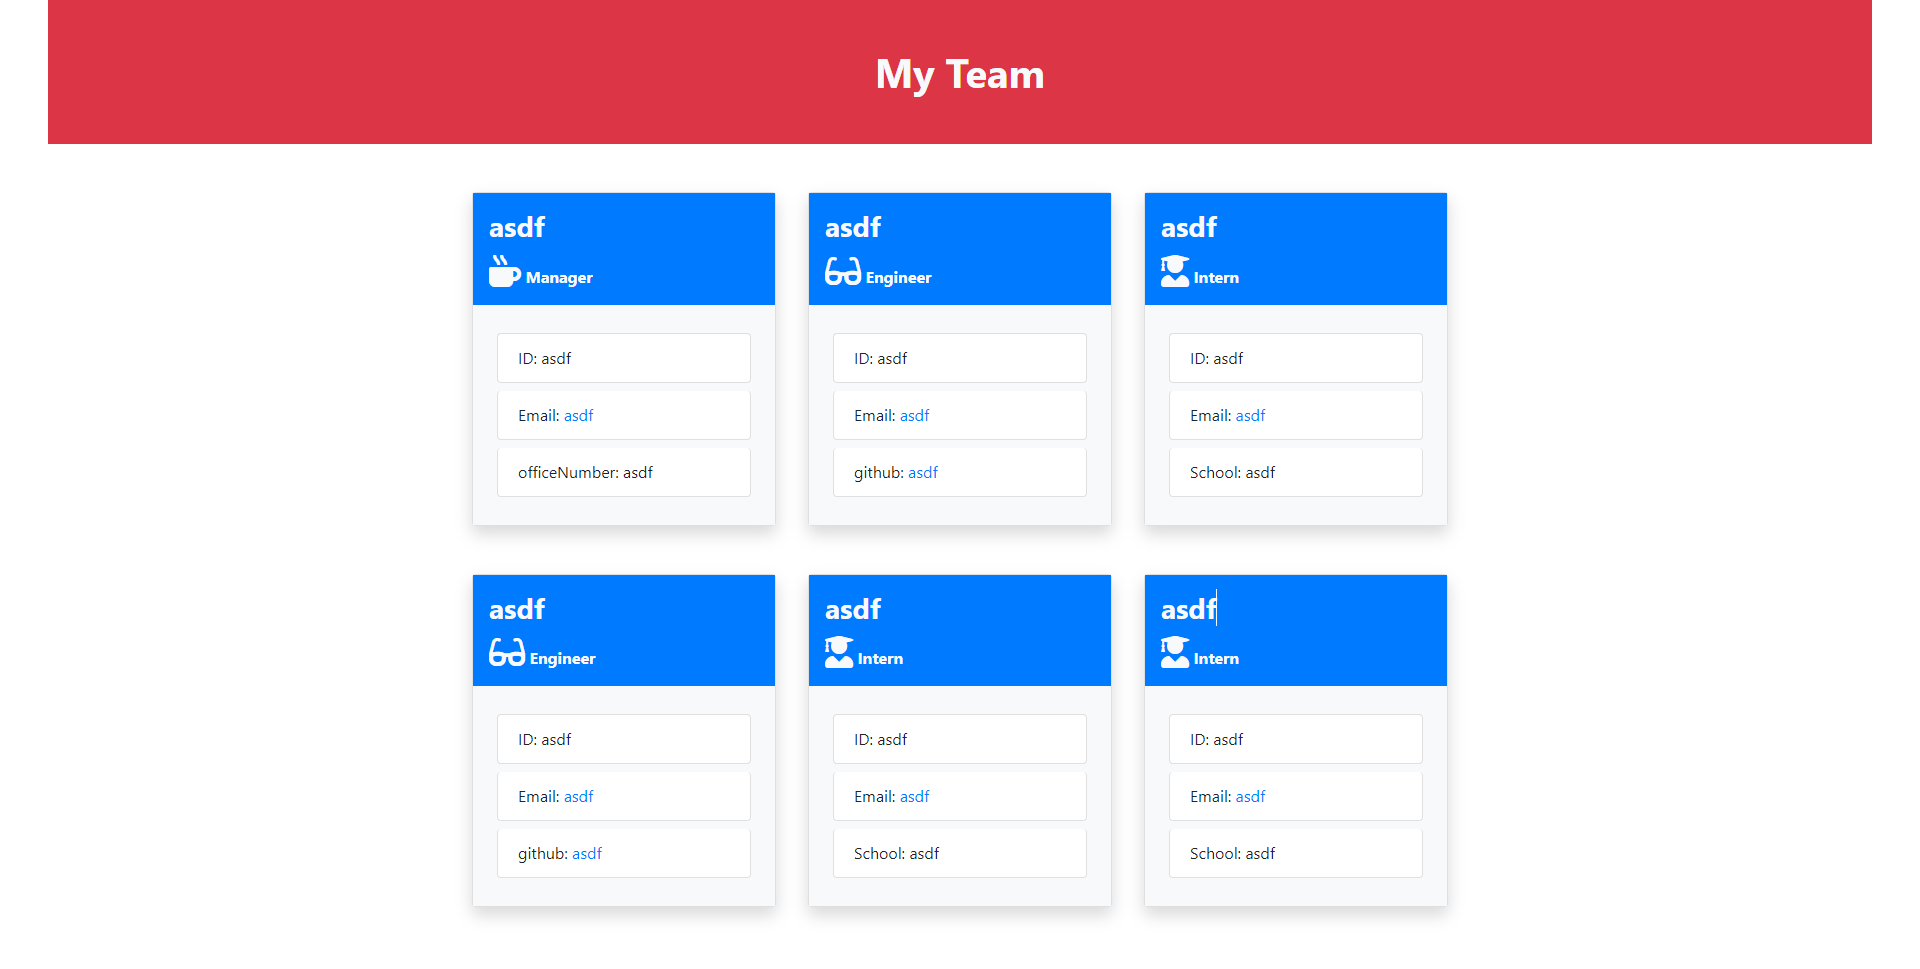 My Team
asdf
Manager
ID: asdf
Email: asdf
officeNumber: asdf
asdf
Engineer
ID: asdf
Email: asdf
github: asdf
asdf
Intern
ID: asdf
Email: asdf
School: asdf
asdf
Engineer
ID: asdf
Email: asdf
github: asdf
asdf
Intern
ID: asdf
Email: asdf
School: asdf
asdf
Intern
ID: asdf
Email: asdf
School: asdf